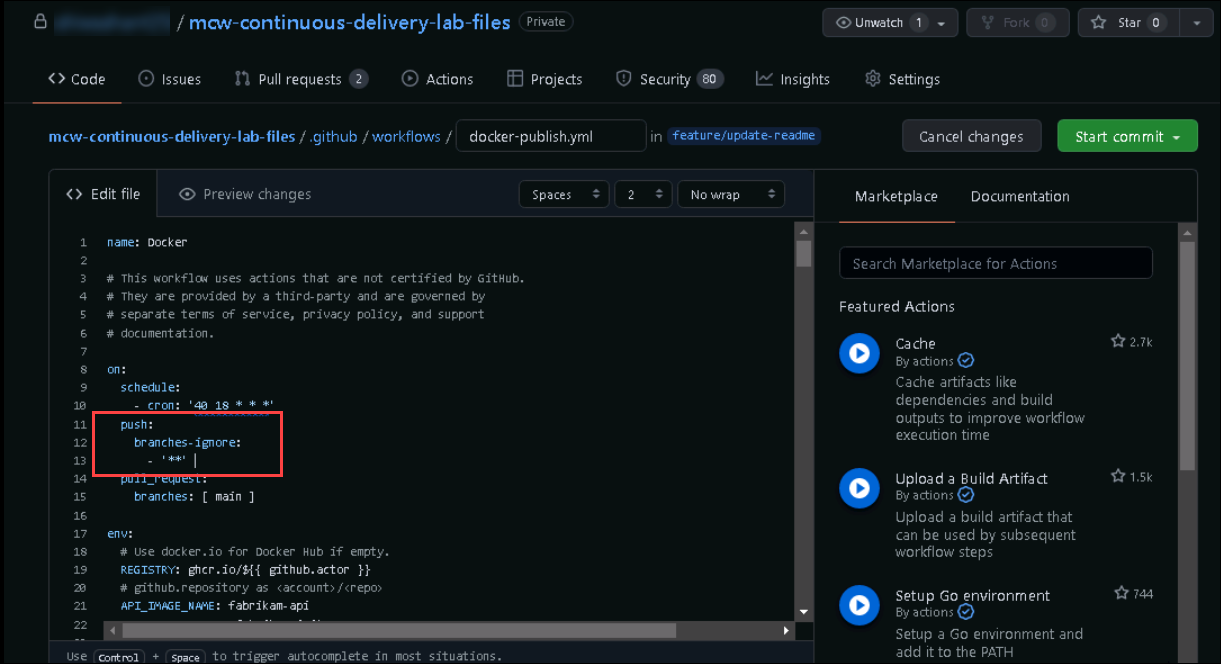 / mcw-continuous-delivery-lab-files Private
Unwatch 1 Fork 0 Star 0
Code Issues Pull requests 2 Actions Projects Security 80 Insights Settings
mcw-continuous-delivery-lab-files / .github / workflows / docker-publish.yml in feature/update-readme Cancel changes Start commit
Edit file Preview changes Spaces 2 No wrap
1 name: Docker
2
3 # This workflow uses actions that are not certified by GitHub.
4 # They are provided by a third-party and are governed by
5 # separate terms of service, privacy policy, and support
6 # documentation.
7
8 on:
9 schedule:
10 - cron: '40 18 * * *'
11 push:
12 branches-ignore:
13 - '**'
14 pull_request:
15 branches: [ main ]
16
17 env:
18 # Use docker.io for Docker Hub if empty.
19 REGISTRY: ghcr.io/${{ github.actor }}
20 # github.repository as <account>/<repo>
21 API_IMAGE_NAME: fabrikam-api
22
Use Control + Space to trigger autocomplete in most situations.
Marketplace Documentation
Search Marketplace for Actions
Featured Actions
Cache 2.7k
By actions
Cache artifacts like
dependencies and build
outputs to improve workflow
execution time
Upload a Build Artifact 1.5k
By actions
Upload a build artifact that
can be used by subsequent
workflow steps
Setup Go environment 744
By actions
Setup a Go environment and
add it to the PATH